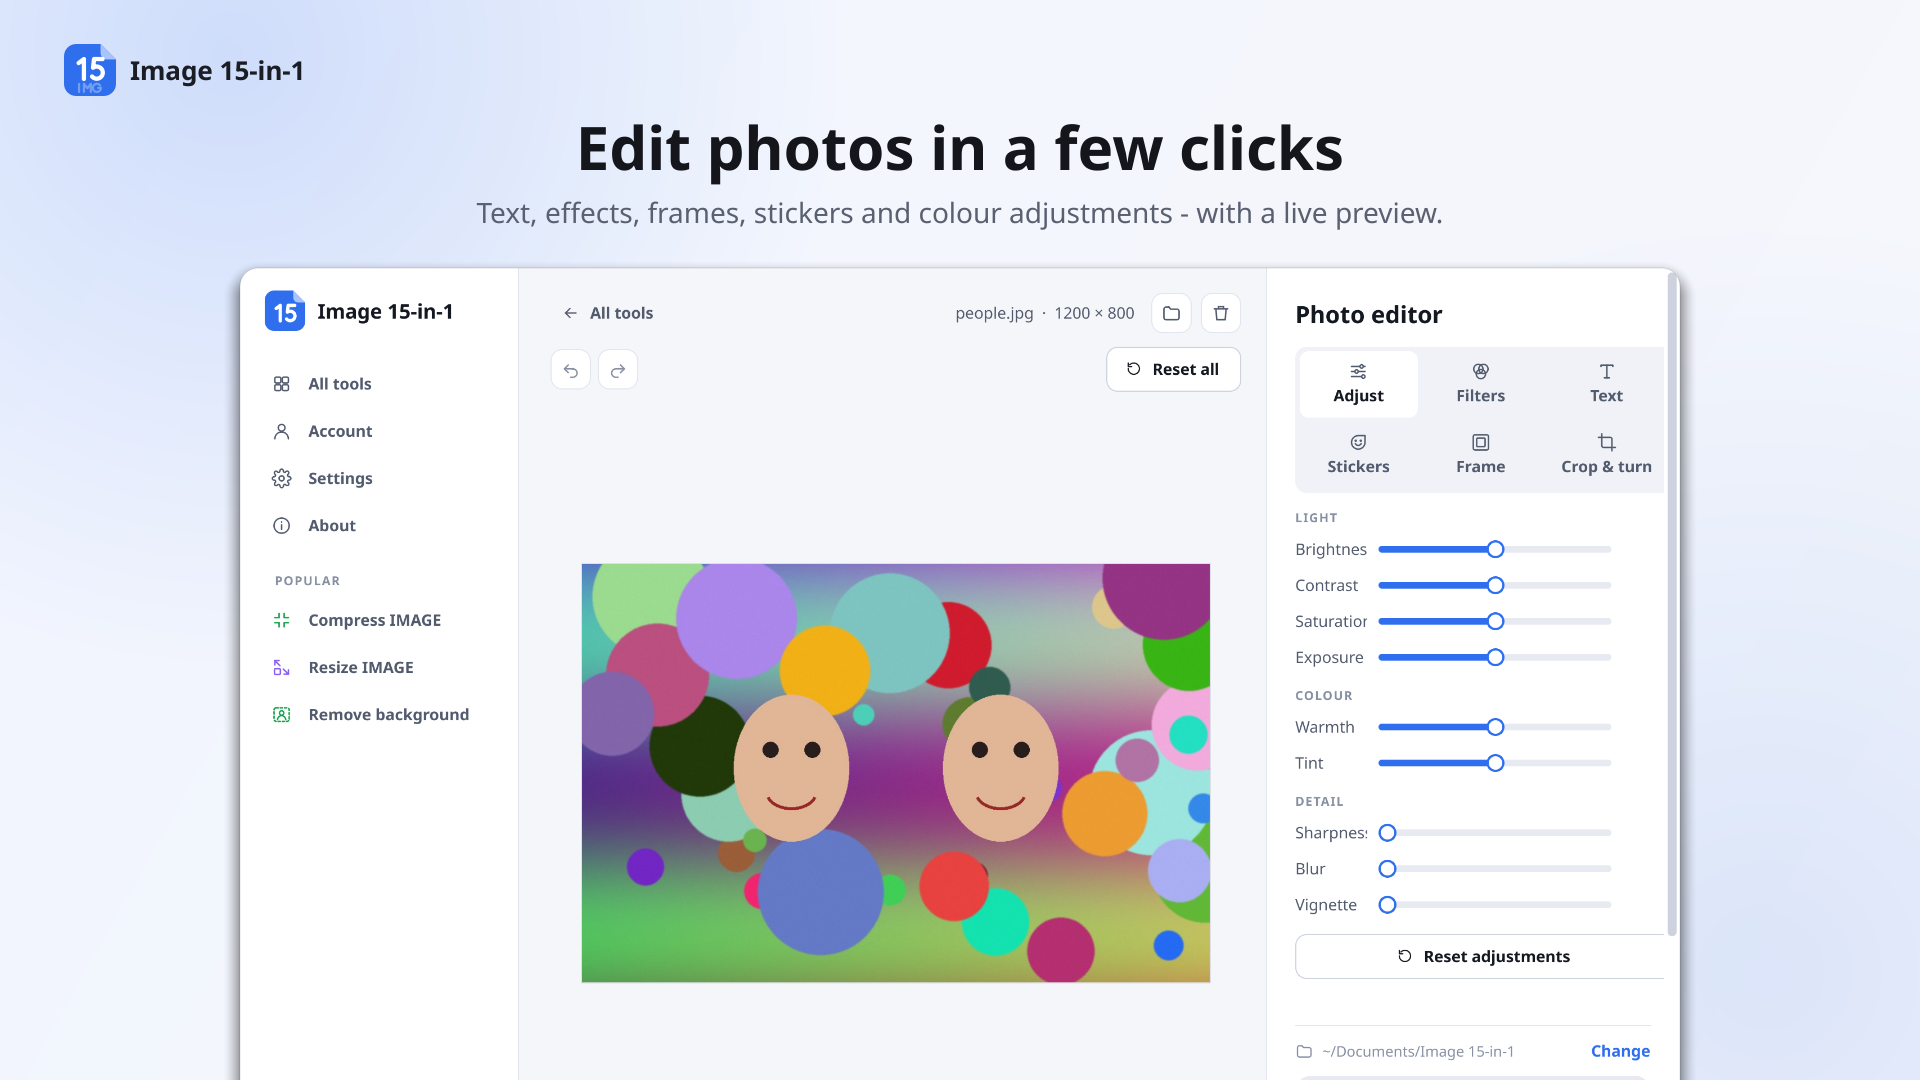 15
IMG
Image 15-in-1
Edit photos in a few clicks
Text, effects, frames, stickers and colour adjustments - with a live preview.
15
Image 15-in-1
All tools
Account
Settings
About
POPULAR
Compress IMAGE
Resize IMAGE
Remove background
All tools
people.jpg · 1200 × 800
Reset all
Photo editor
Adjust
Filters
Text
Stickers
Frame
Crop & turn
LIGHT
Brightnes
Contrast
Saturation
Exposure
COLOUR
Warmth
Tint
DETAIL
Sharpness
Blur
Vignette
Reset adjustments
~/Documents/Image 15-in-1
Change